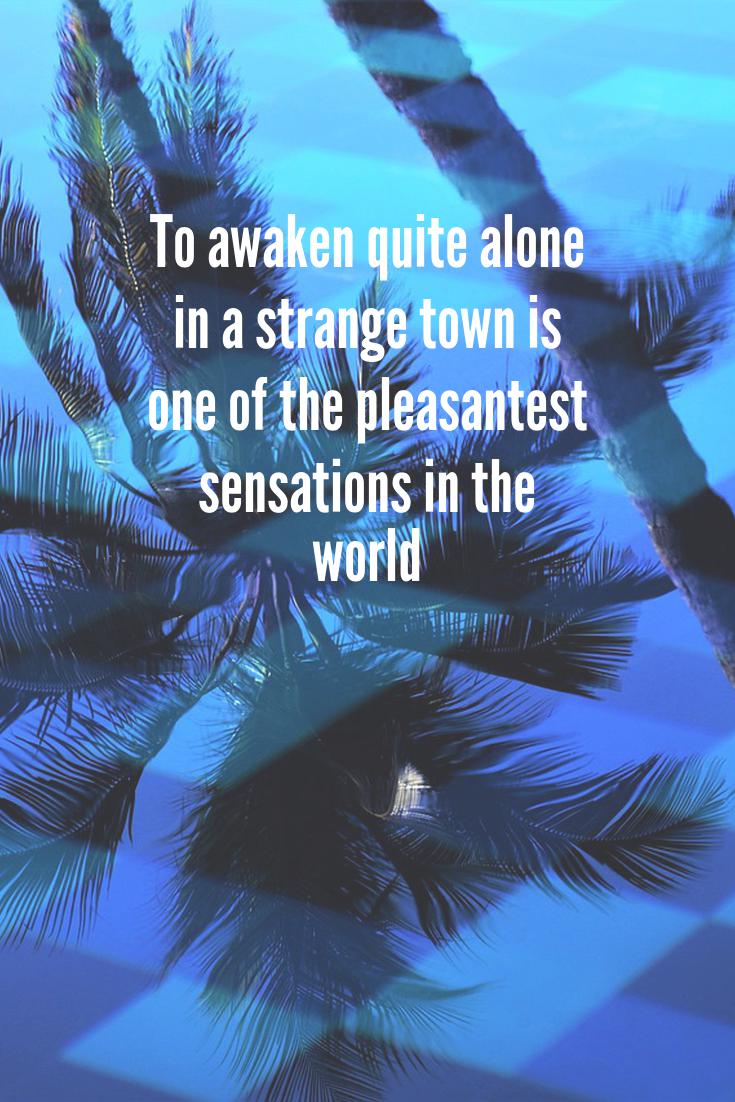 To awaken quite alone
in a strange town is
one of the pleasantest
sensations in the
world